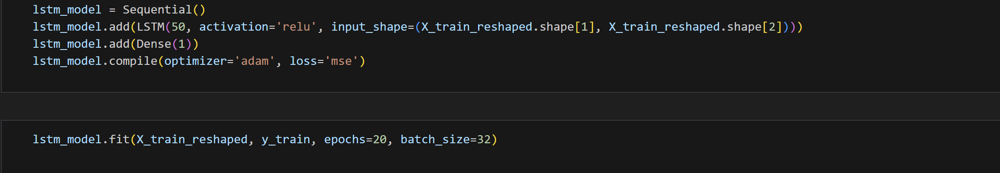 lstm_model = Sequential()
lstm_model.add(LSTM(50, activation='relu', input_shape=(X_train_reshaped.shape[1], X_train_reshaped.shape[2])))
lstm_model.add(Dense(1))
lstm_model.compile(optimizer='adam', loss='mse')
lstm_model.fit(X_train_reshaped, y_train, epochs=20, batch_size=32)